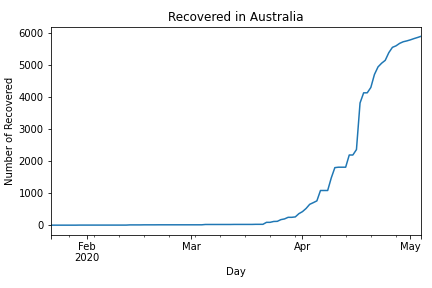 Recovered in Australia
Number of Recovered
6000
5000
4000
3000
2000
1000
0
Feb
2020
Mar
Apr
May
Day